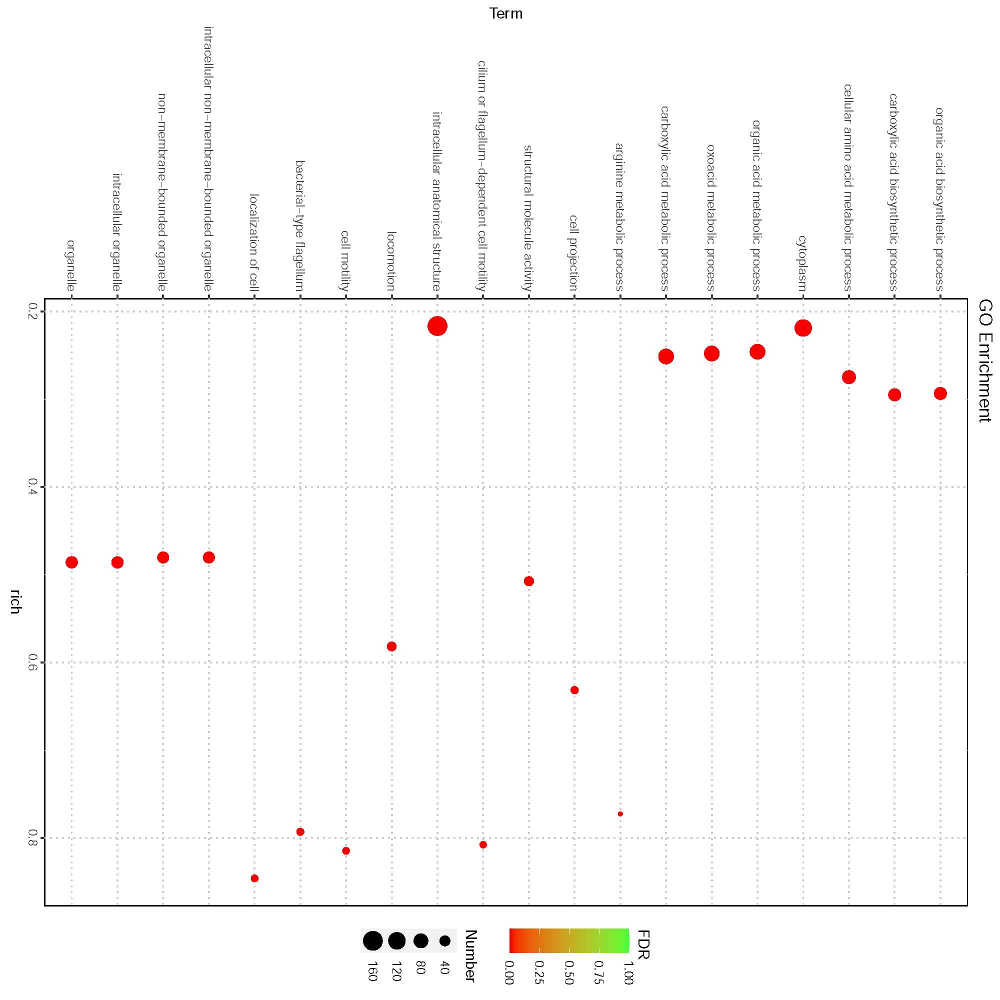 GO Enrichment
Term
organic acid biosynthetic process
carboxylic acid biosynthetic process
cellular amino acid metabolic process
cytoplasm
organic acid metabolic process
oxoacid metabolic process
carboxylic acid metabolic process
arginine metabolic process
cell projection
structural molecule activity
cilium or flagellum−dependent cell motility
intracellular anatomical structure
locomotion
cell motility
bacterial−type flagellum
localization of cell
intracellular non−membrane−bounded organelle
non−membrane−bounded organelle
intracellular organelle
organelle
0.2
0.4
0.6
0.8
rich
FDR
1.00
0.75
0.50
0.25
0.00
Number
40
80
120
160